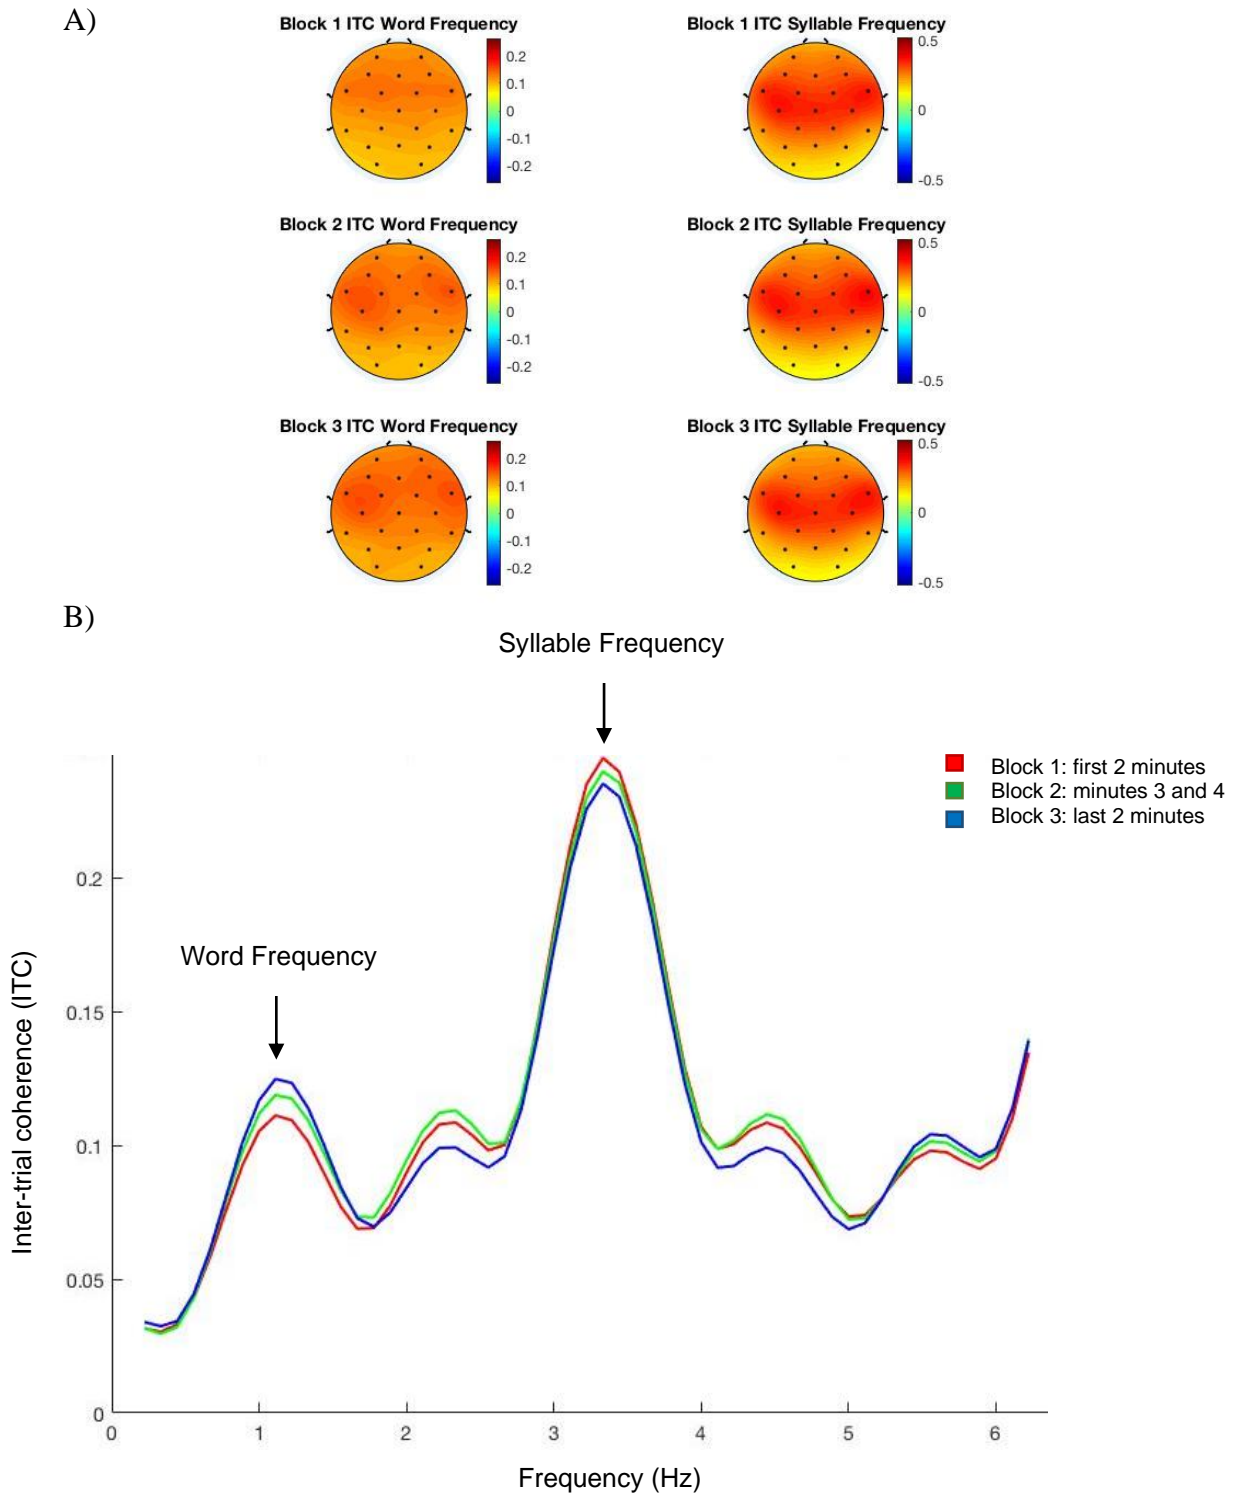 A)
Block 1 ITC Word Frequency
0.2
0.1
0
-0.1
-0.2
Block 1 ITC Syllable Frequency
0.5
0
-0.5
Block 2 ITC Word Frequency
0.2
0.1
0
-0.1
-0.2
Block 2 ITC Syllable Frequency
0.5
0
-0.5
Block 3 ITC Word Frequency
0.2
0.1
0
-0.1
-0.2
Block 3 ITC Syllable Frequency
0.5
0
-0.5
B)
Syllable Frequency
Block 1: first 2 minutes
Block 2: minutes 3 and 4
Block 3: last 2 minutes
Word Frequency
Inter-trial coherence (ITC)
0.2
0.15
0.1
0.05
0
0 1 2 3 4 5 6
Frequency (Hz)